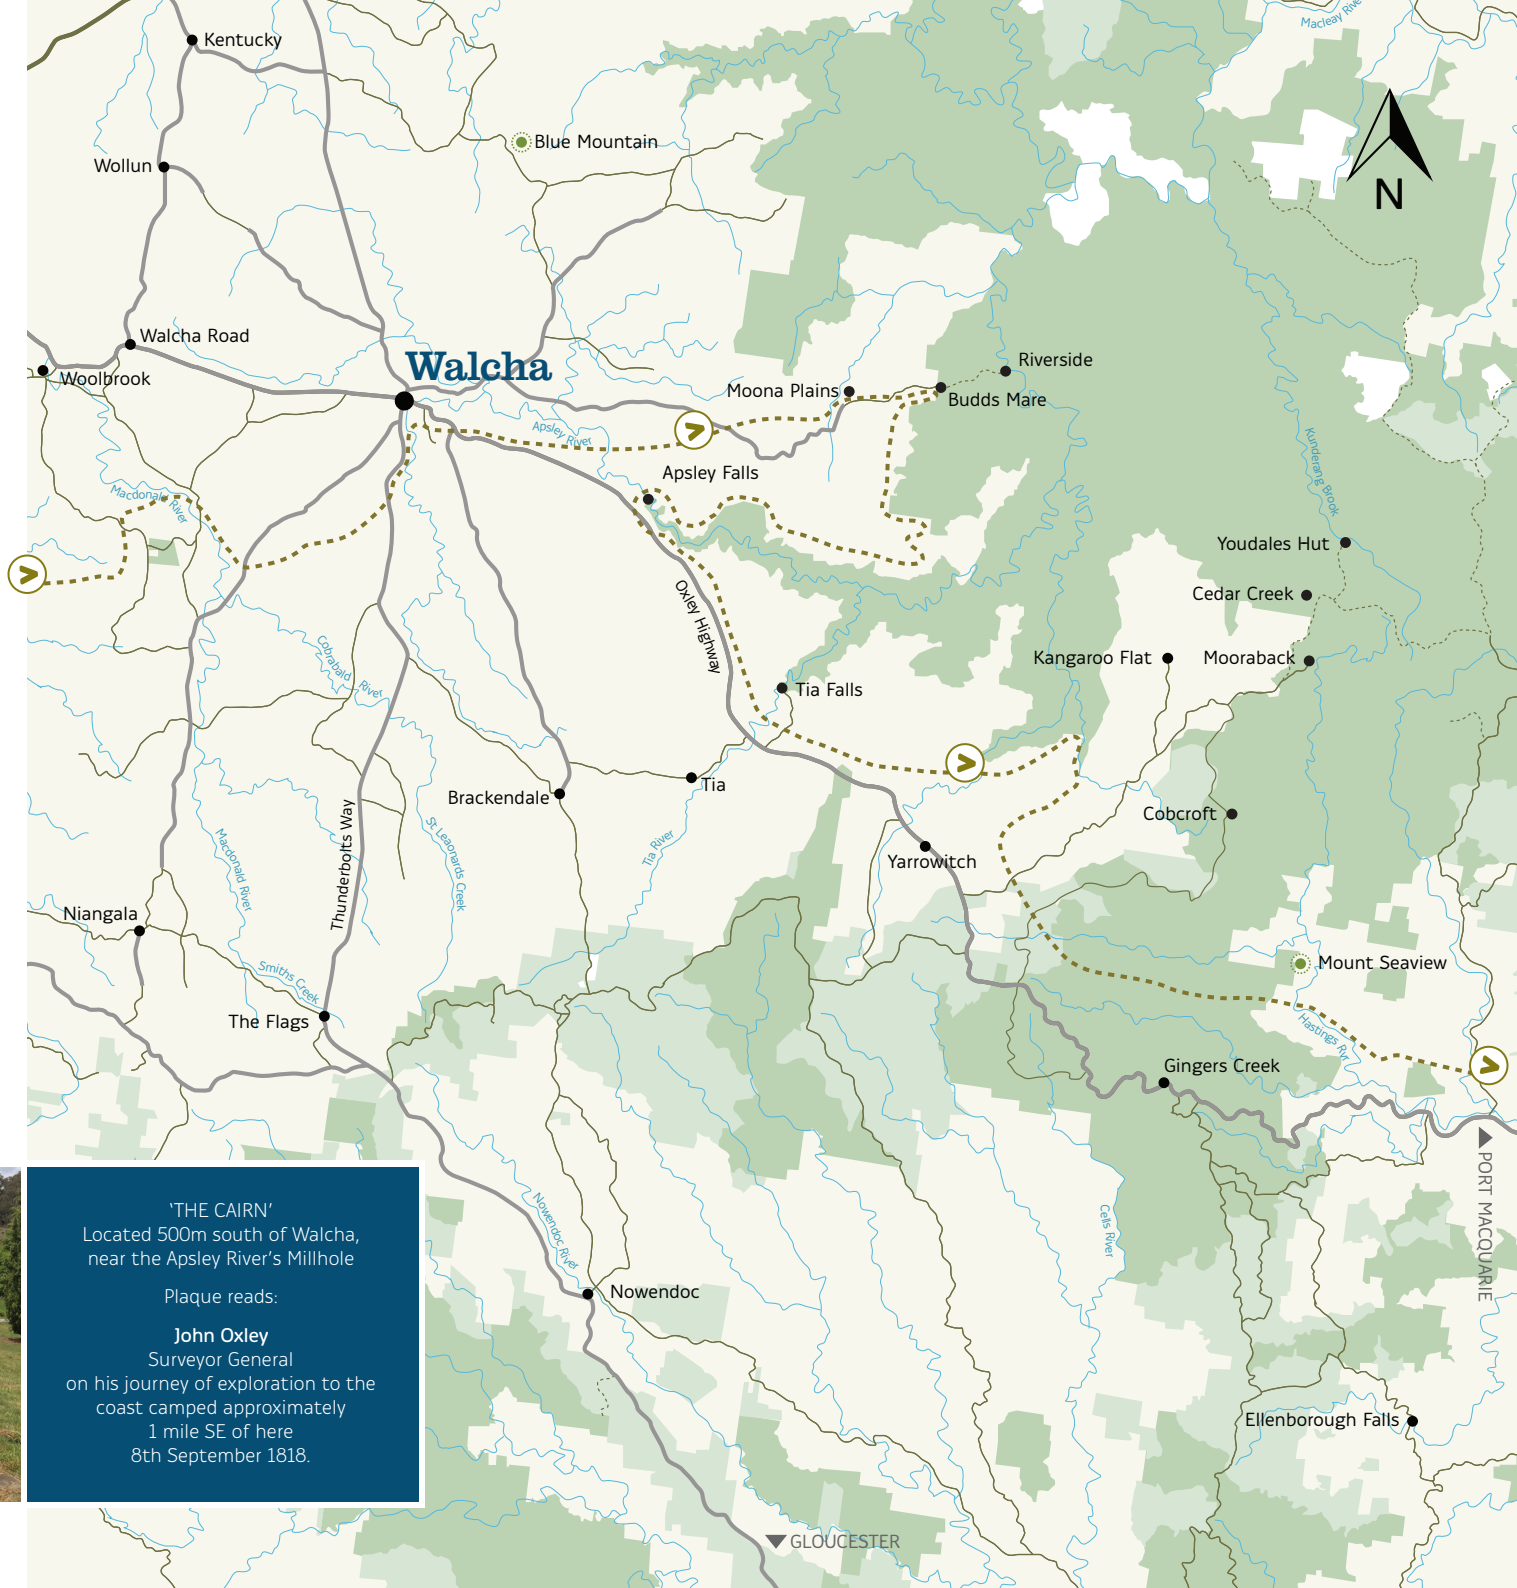 Macleay River
Kentucky
Blue Mountain
Wollun
N
Walcha Road
Walcha
Woolbrook
Riverside
Moona Plains
Budds Mare
Apsley River
Apsley Falls
Kunderang Brook
Macdonald River
Youdales Hut
Oxley Highway
Cedar Creek
Cobrabald River
Kangaroo Flat
Mooraback
Tia Falls
Tia
Brackendale
Thunderbolts Way
Macdonald River
St Leaonards Creek
Tia River
Cobcroft
Yarrowitch
Niangala
Smiths Creek
Mount Seaview
The Flags
Hastings Rvr
Gingers Creek
PORT MACQUARIE
Nowendoc River
Cells River
Nowendoc
Ellenborough Falls
GLOUCESTER
‘THE CAIRN’
Located 500m south of Walcha,
near the Apsley River’s Millhole
Plaque reads:
John Oxley
Surveyor General
on his journey of exploration to the
coast camped approximately
1 mile SE of here
8th September 1818.